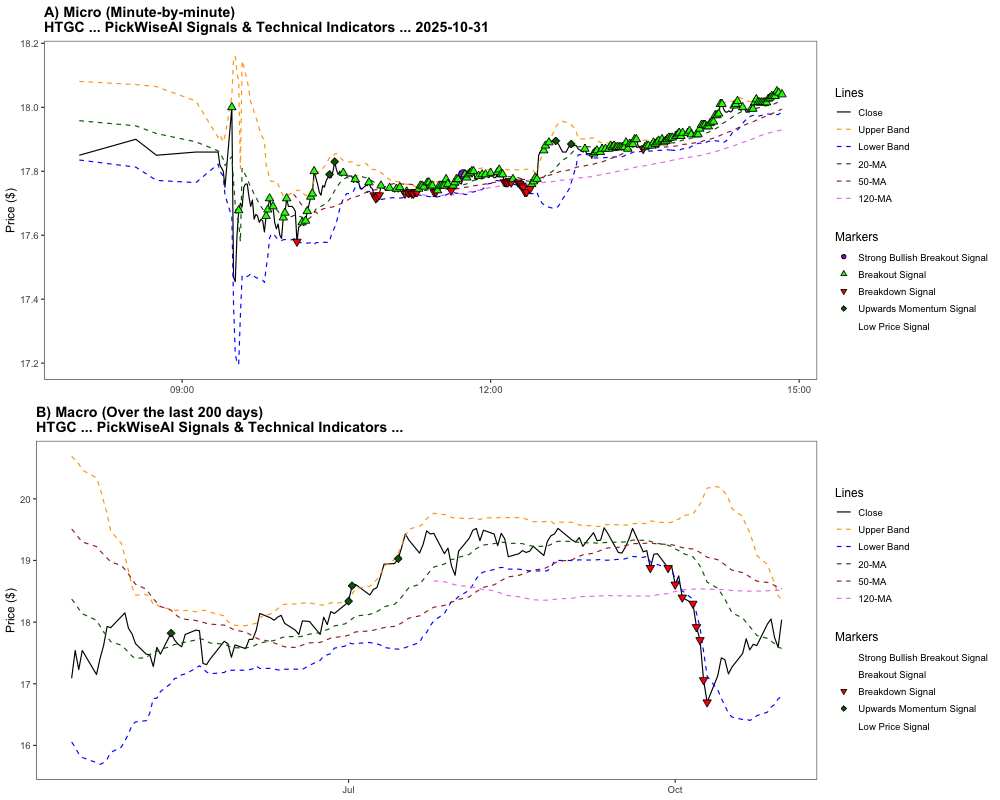 A) Micro (Minute-by-minute)
HTGC ... PickWiseAI Signals & Technical Indicators ... 2025-10-31
Price ($)
18.2
18.0
17.8
17.6
17.4
17.2
09:00
12:00
15:00
Lines
Close
Upper Band
Lower Band
20-MA
50-MA
120-MA
Markers
Strong Bullish Breakout Signal
Breakout Signal
Breakdown Signal
Upwards Momentum Signal
Low Price Signal
B) Macro (Over the last 200 days)
HTGC ... PickWiseAI Signals & Technical Indicators ...
Price ($)
20
19
18
17
16
Jul
Oct
Lines
Close
Upper Band
Lower Band
20-MA
50-MA
120-MA
Markers
Strong Bullish Breakout Signal
Breakout Signal
Breakdown Signal
Upwards Momentum Signal
Low Price Signal